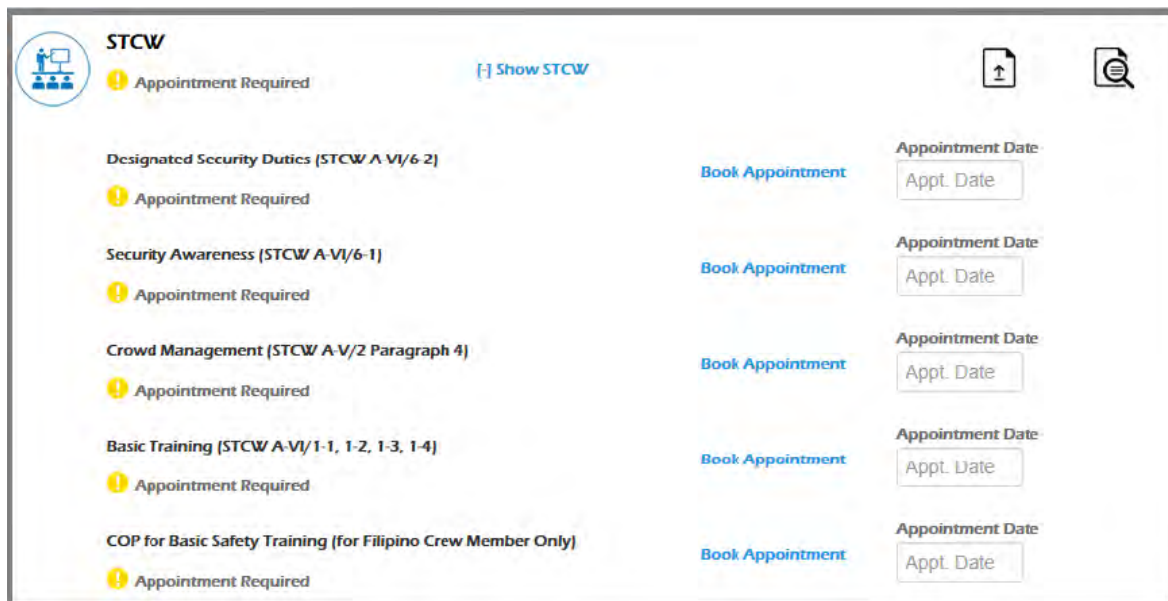 STCW
Appointment Required
[-] Show STCW
Designated Security Duties (STCW A-VI/6-2)
Appointment Required
Book Appointment
Appointment Date
Appt. Date
Security Awareness (STCW A-VI/6-1)
Appointment Required
Book Appointment
Appointment Date
Appt. Date
Crowd Management (STCW A-V/2 Paragraph 4)
Appointment Required
Book Appointment
Appointment Date
Appt. Date
Basic Training (STCW A-VI/1-1, 1-2, 1-3, 1-4)
Appointment Required
Book Appointment
Appointment Date
Appt. Date
COP for Basic Safety Training (for Filipino Crew Member Only)
Appointment Required
Book Appointment
Appointment Date
Appt. Date